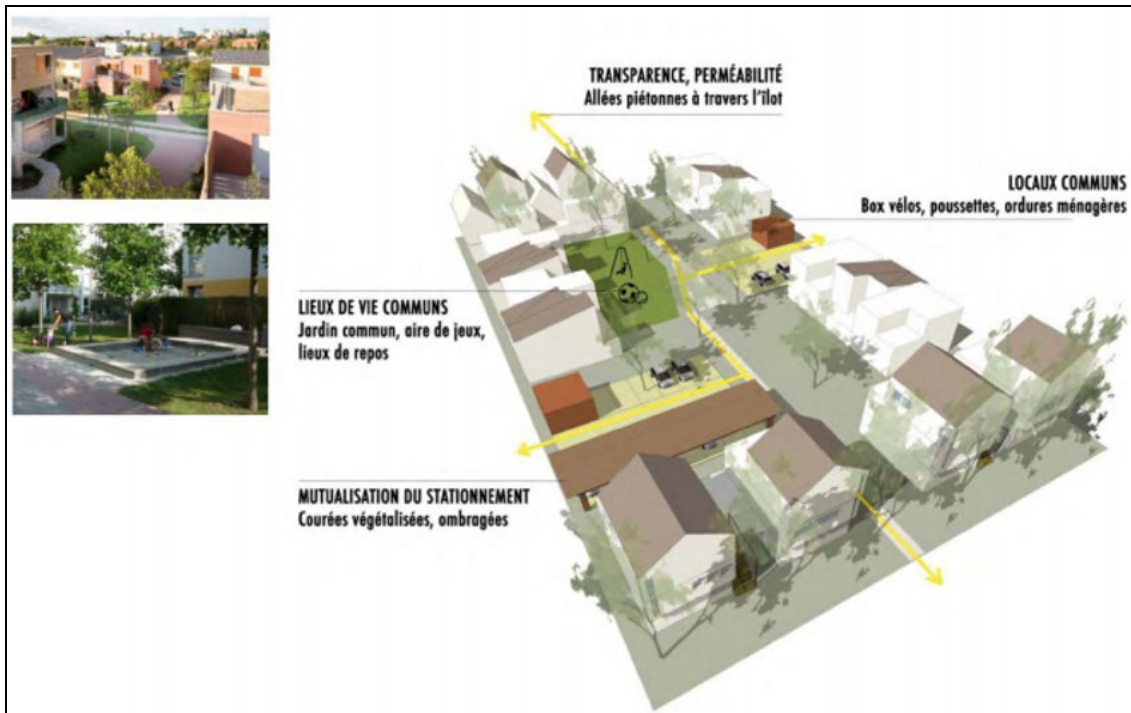 TRANSPARENCE, PERMÉABILITÉ
Allées piétonnes à travers l'îlot
LOCAUX COMMUNS
Box vélos, poussettes, ordures ménagères
LIEUX DE VIE COMMUNS
Jardin commun, aire de jeux,
lieux de repos
MUTUALISATION DU STATIONNEMENT
Courées végétalisées, ombragées